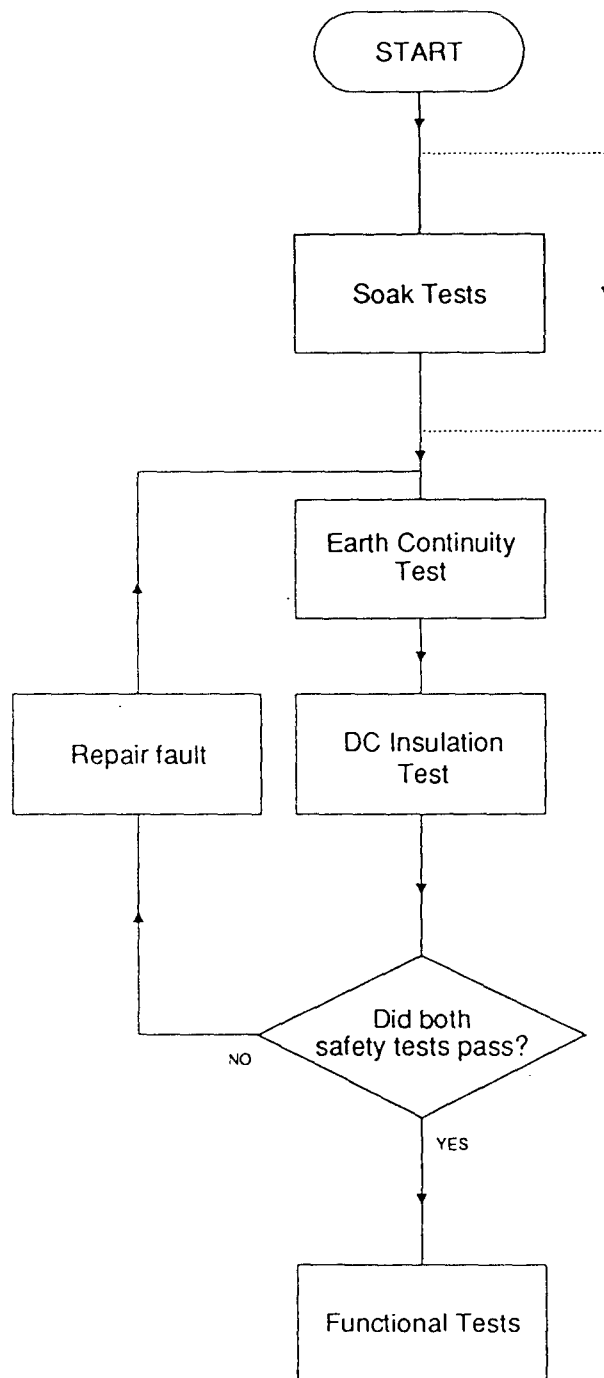 START
Soak Tests
Earth Continuity
Test
Repair fault
DC Insulation
Test
Did both
safety tests pass?
NO
YES
Functional Tests